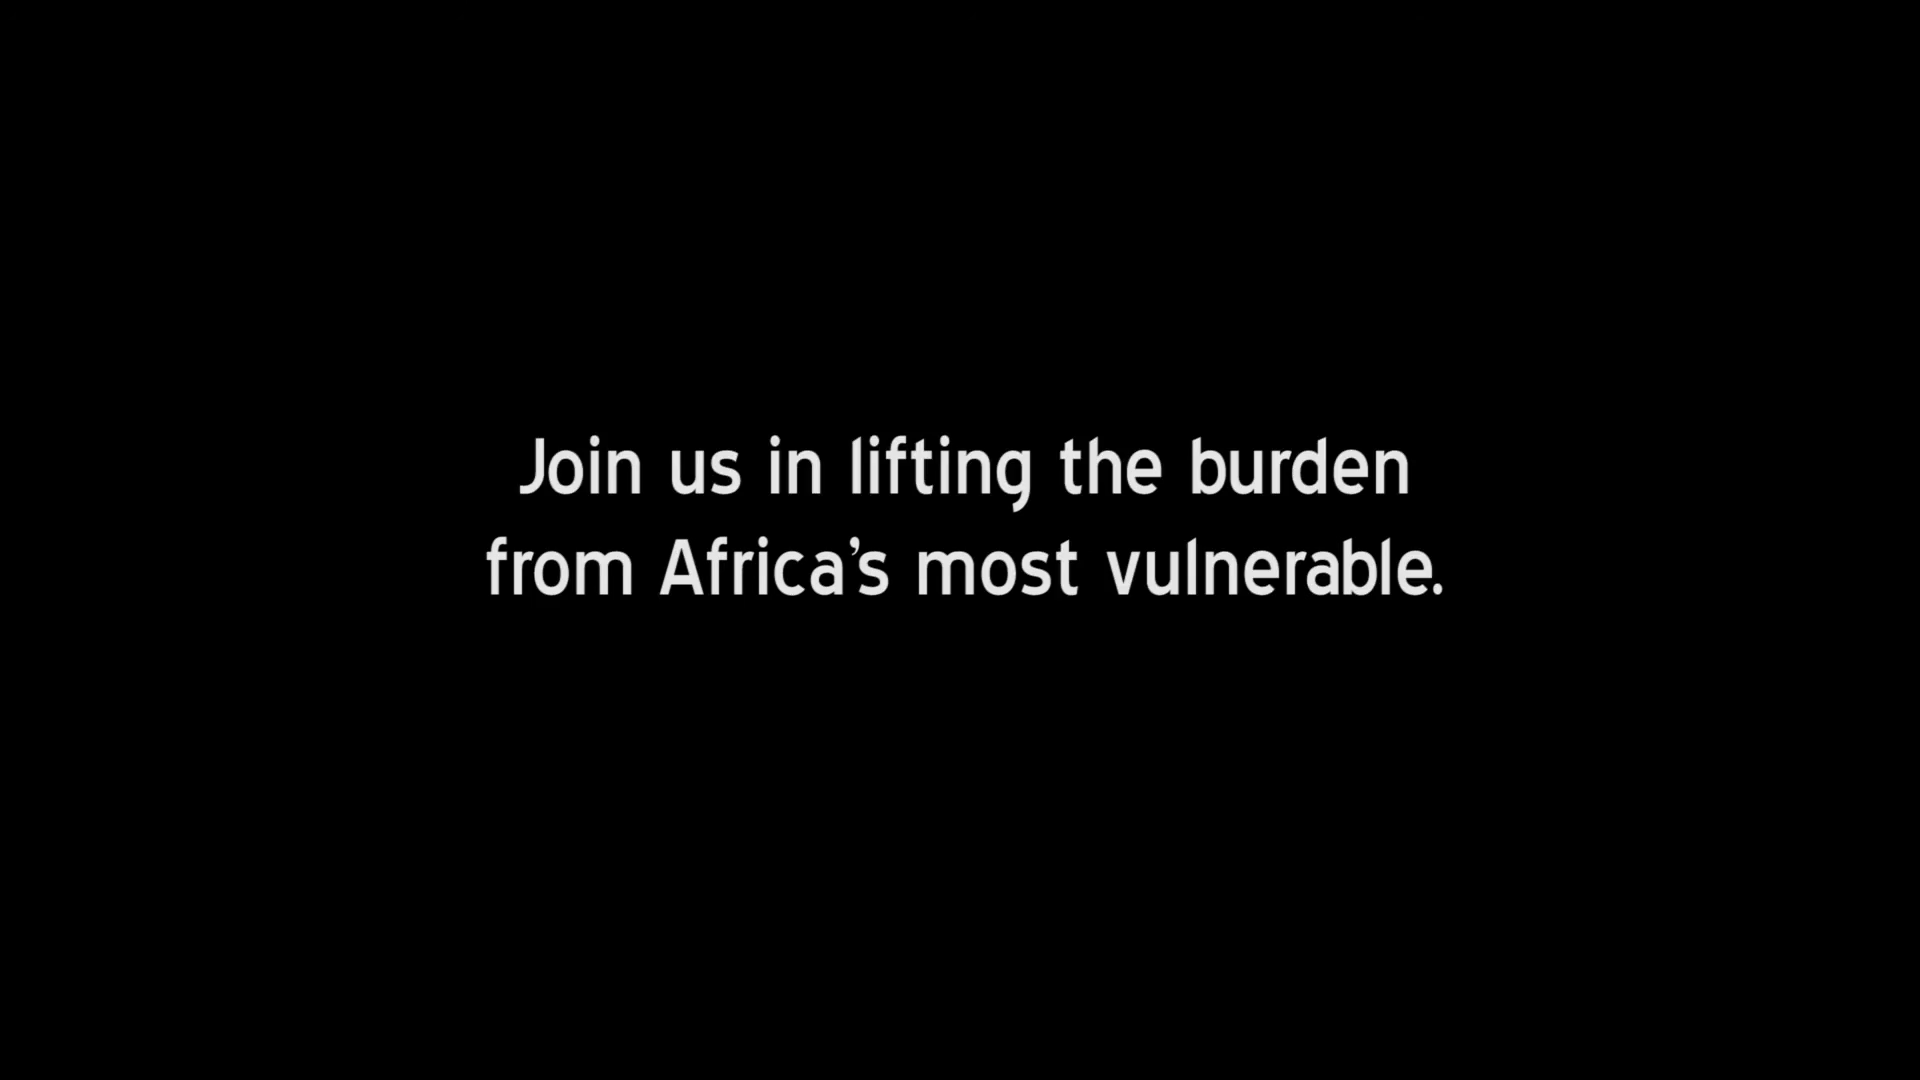 Join us in lifting the burden
from Africa’s most vulnerable.